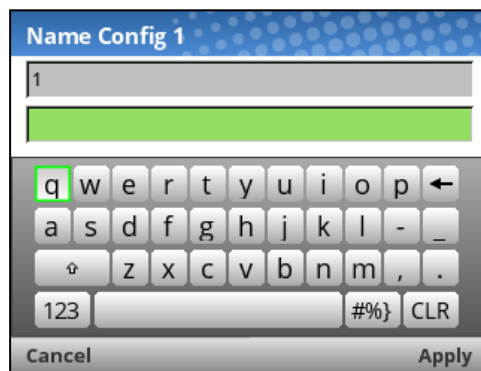 Name Config 1
1
q w e r t y u i o p ←
a s d f g h j k l - _
⇧ z x c v b n m , .
123 #%} CLR
Cancel Apply